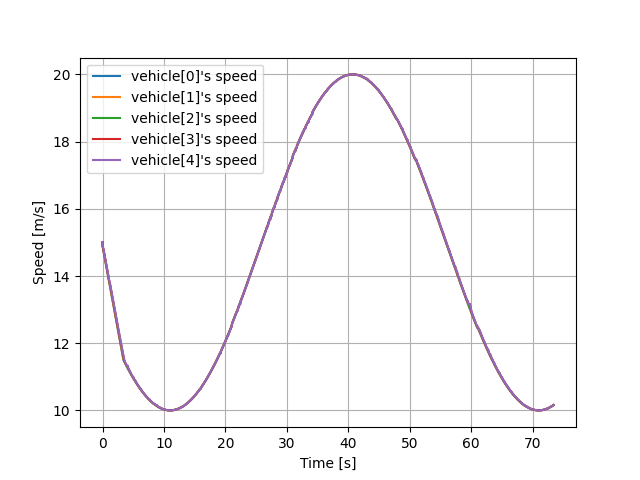 vehicle[0]'s speed
vehicle[1]'s speed
vehicle[2]'s speed
vehicle[3]'s speed
vehicle[4]'s speed
20
18
16
14
12
10
Speed [m/s]
0 10 20 30 40 50 60 70
Time [s]